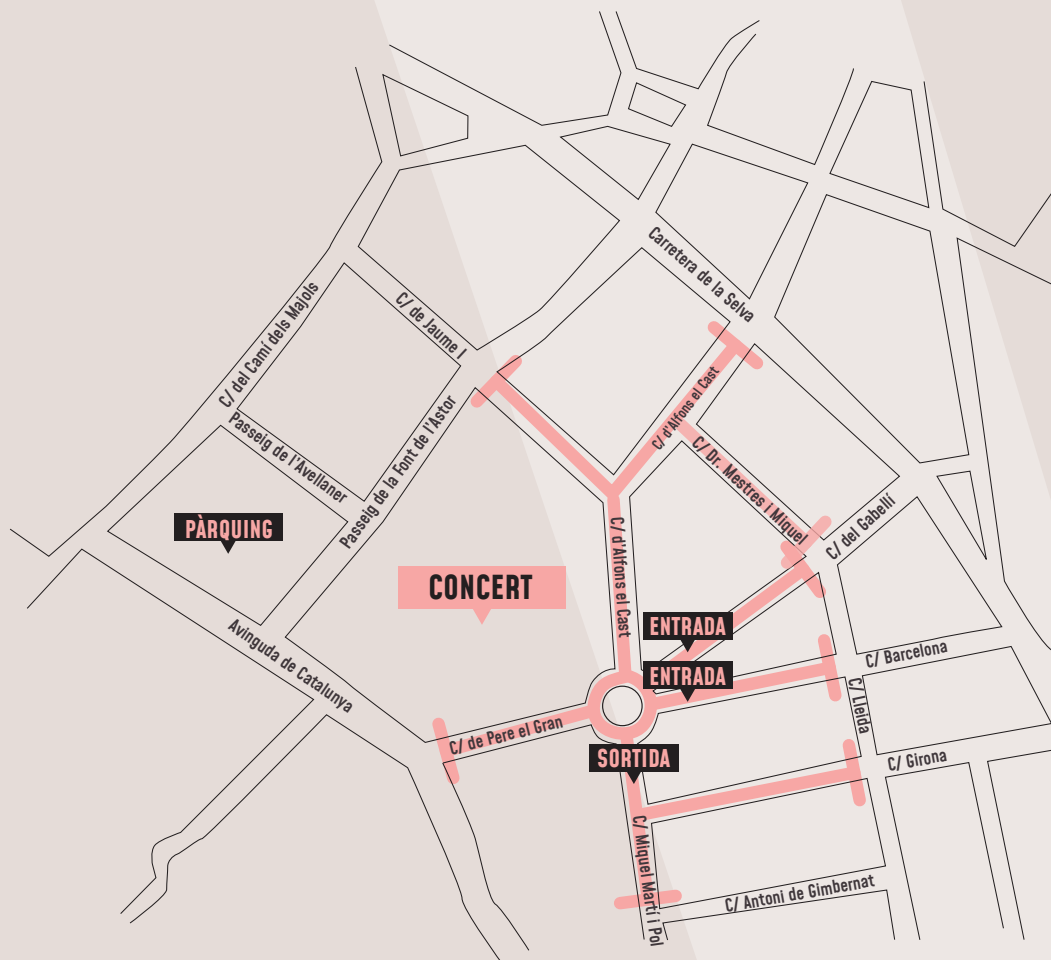 Carretera de la Selva
C/ del Camí dels Majols
C/ de Jaume I
C/ d'Alfons el Cast
Passeig de l'Avellaner
Passeig de la Font de l'Astor
C/ Dr. Mestres i Miquel
C/ del Gabellí
PÀRQUING
CONCERT
C/ d'Alfons el Cast
ENTRADA
ENTRADA
Avinguda de Catalunya
C/ Barcelona
C/ Lleida
C/ de Pere el Gran
SORTIDA
C/ Girona
C/ Miquel Martí i Pol
C/ Antoni de Gimbernat